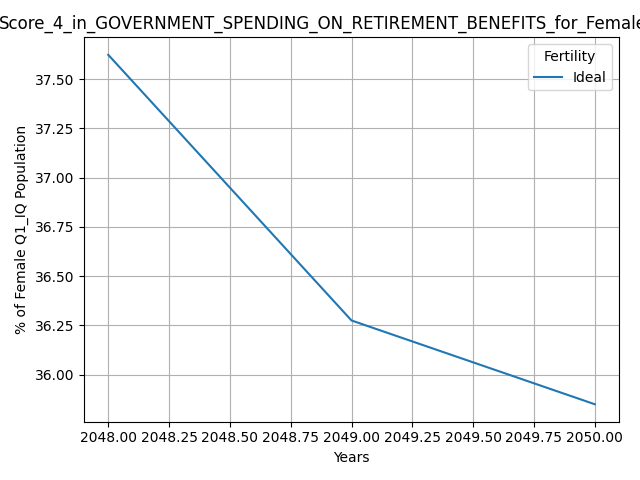 Score_4_in_GOVERNMENT_SPENDING_ON_RETIREMENT_BENEFITS_for_Female
Fertility
Ideal
% of Female Q1_IQ Population
37.50
37.25
37.00
36.75
36.50
36.25
36.00
2048.00 2048.25 2048.50 2048.75 2049.00 2049.25 2049.50 2049.75 2050.00
Years